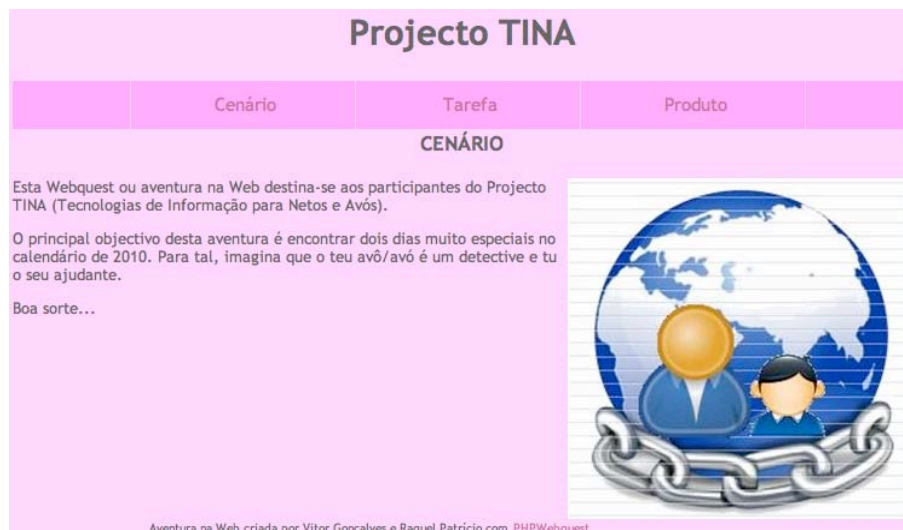 Projecto TINA
Cenário
Tarefa
Produto
CENÁRIO
Esta Webquest ou aventura na Web destina-se aos participantes do Projecto
TINA (Tecnologias de Informação para Netos e Avós).
O principal objectivo desta aventura é encontrar dois dias muito especiais no
calendário de 2010. Para tal, imagina que o teu avô/avó é um detective e tu
o seu ajudante.
Boa sorte...
Aventura na Web criada por Vitor Gonçalves e Raquel Patrício com PHPWebquest